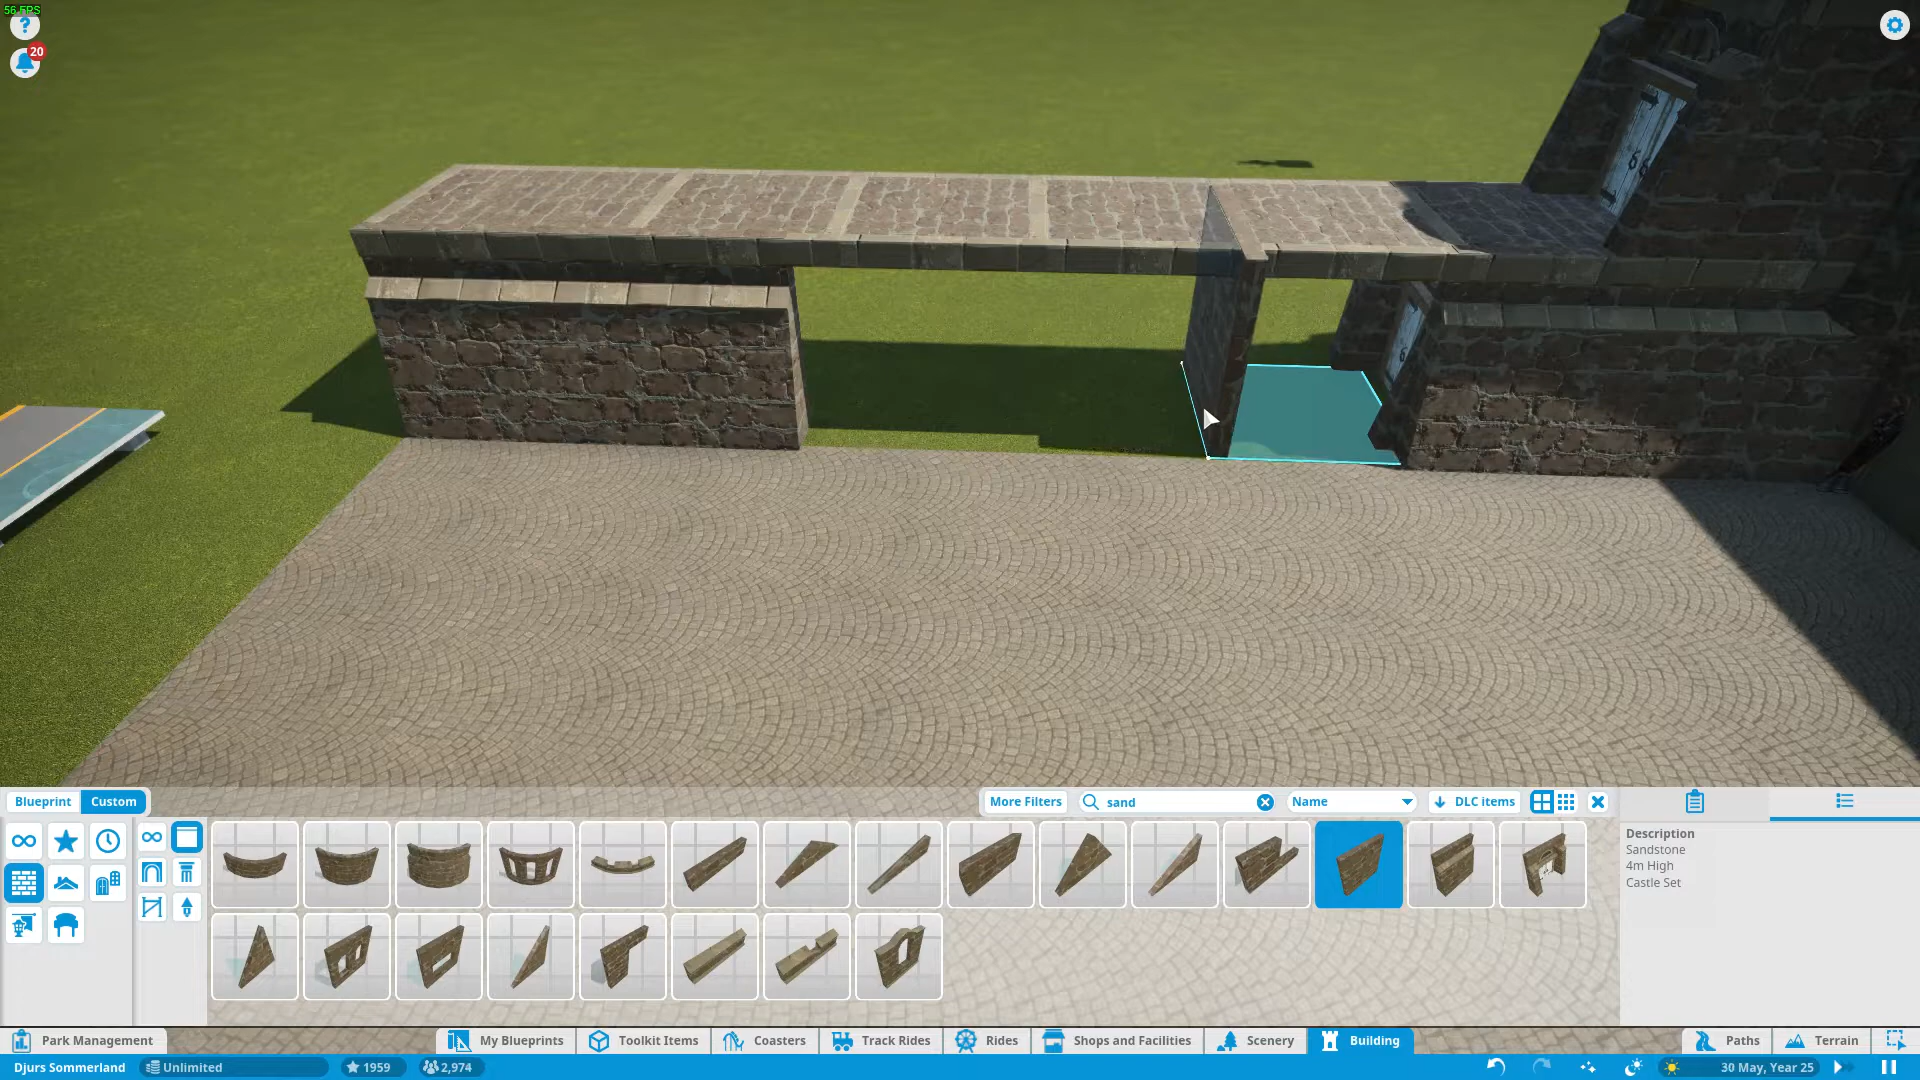 56 FPS
?
20
Blueprint
Custom
More Filters
sand
Name
DLC items
Description
Sandstone
4m High
Castle Set
Park Management
My Blueprints
Toolkit Items
Coasters
Track Rides
Rides
Shops and Facilities
Scenery
Building
Paths
Terrain
Djurs Sommerland
Unlimited
1959
2,974
30 May, Year 25